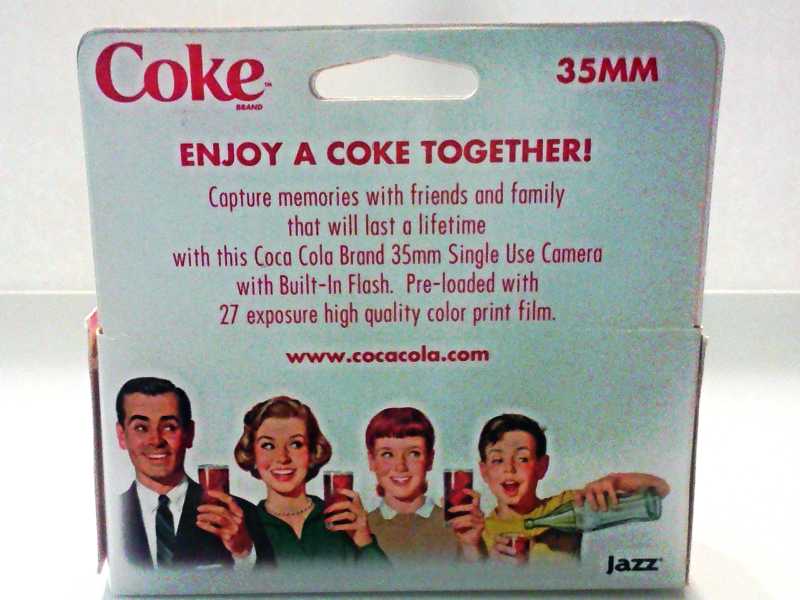 Coke™
BRAND
35MM
ENJOY A COKE TOGETHER!
Capture memories with friends and family
that will last a lifetime
with this Coca Cola Brand 35mm Single Use Camera
with Built-In Flash. Pre-loaded with
27 exposure high quality color print film.
www.cocacola.com
Jazz